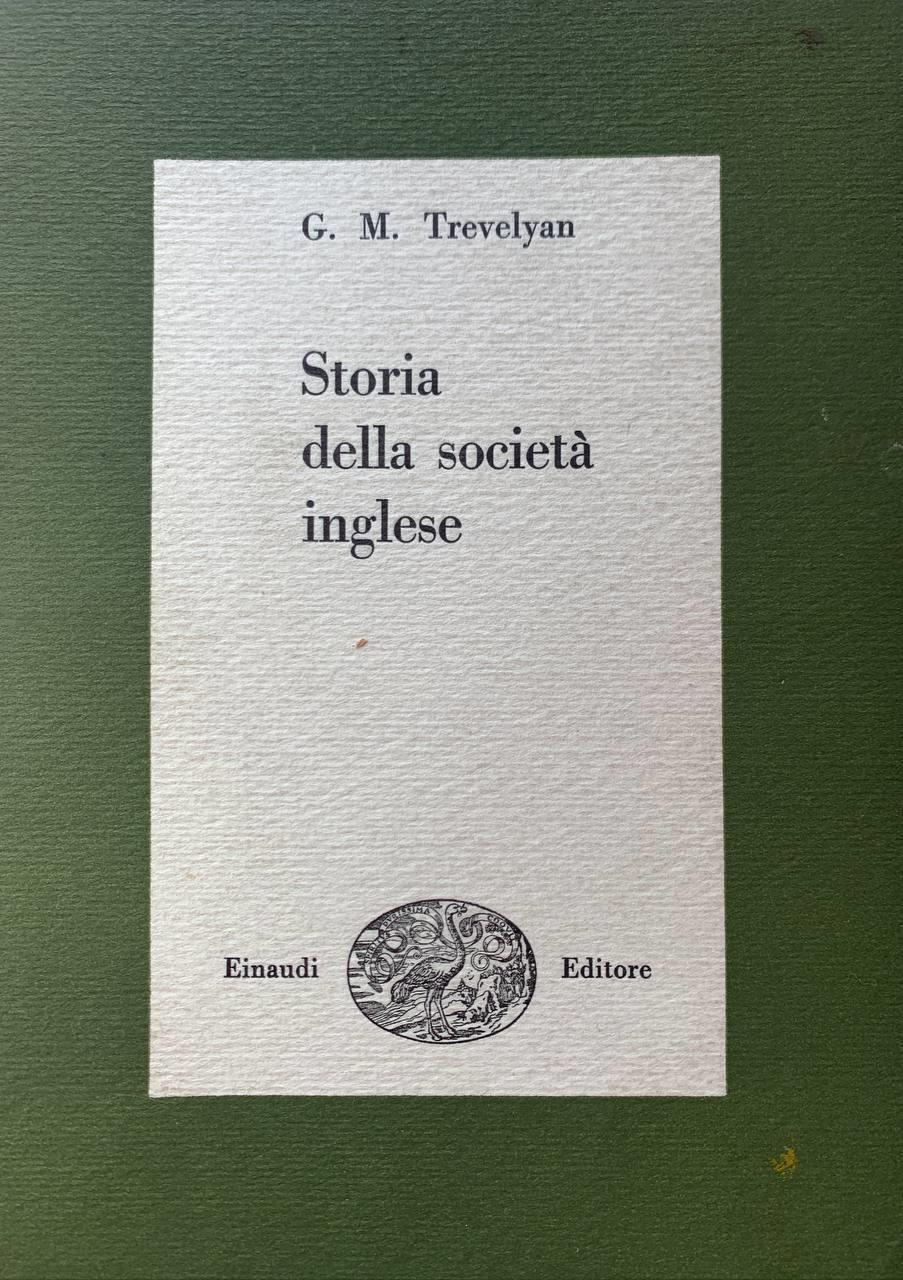 G. M. Trevelyan
Storia
della società
inglese
Einaudi
Editore